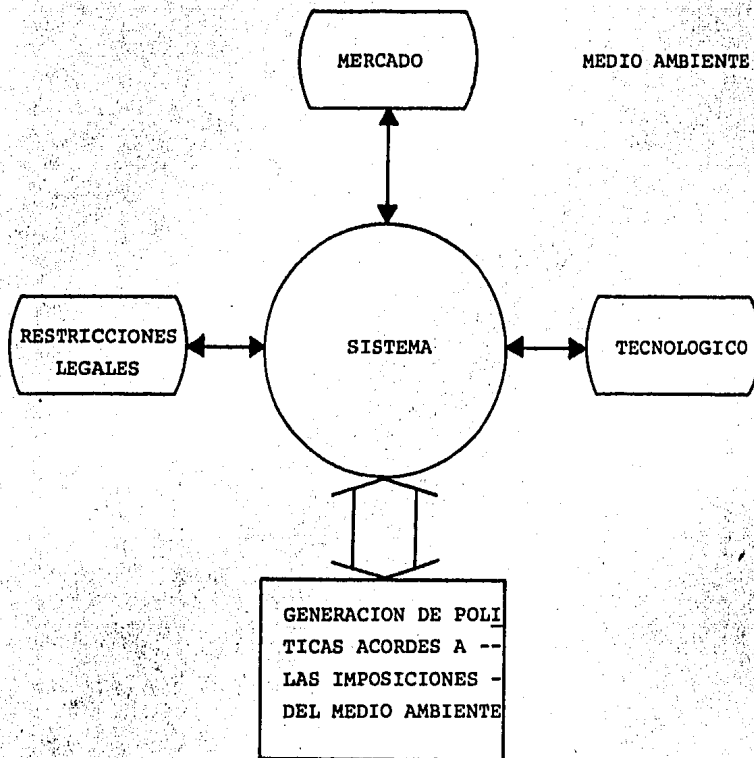 MERCADO
MEDIO AMBIENTE
RESTRICCIONES
LEGALES
SISTEMA
TECNOLOGICO
GENERACION DE POLI
TICAS ACORDES A --
LAS IMPOSICIONES -
DEL MEDIO AMBIENTE